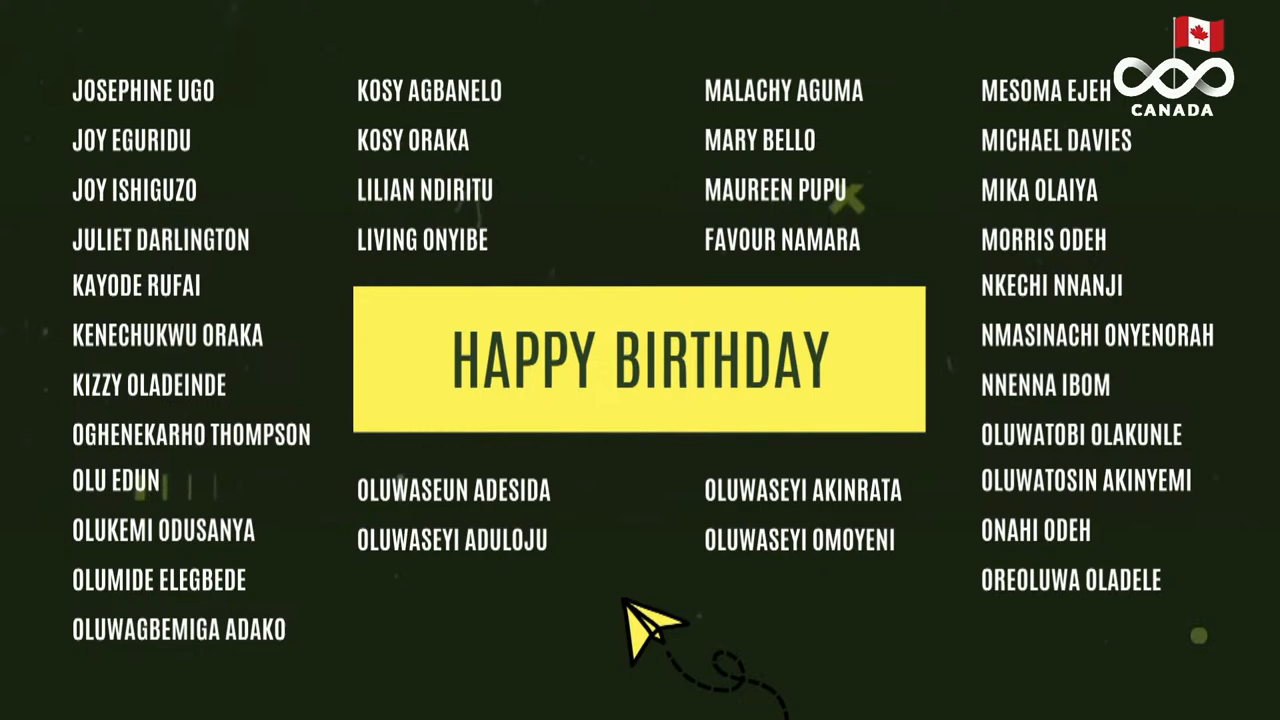 JOSEPHINE UGO
JOY EGURIDU
JOY ISHIGUZO
JULIET DARLINGTON
KAYODE RUFAI
KENECHUKWU ORAKA
KIZZY OLADEINDE
OGHENEKARHO THOMPSON
OLU EDUN
OLUKEMI ODUSANYA
OLUMIDE ELEGBEDE
OLUWAGBEMIGA ADAKO
KOSY AGBANELO
KOSY ORAKA
LILIAN NDIRITU
LIVING ONYIBE
MALACHY AGUMA
MARY BELLO
MAUREEN PUPU
FAVOUR NAMARA
HAPPY BIRTHDAY
OLUWASEUN ADESIDA
OLUWASEYI ADULOJU
OLUWASEYI AKINRATA
OLUWASEYI OMOYENI
MESOMA EJEH
MICHAEL DAVIES
MIKA OLAIYA
MORRIS ODEH
NKECHI NNANJI
NMASINACHI ONYENORAH
NNENNA IBOM
OLUWATOBI OLAKUNLE
OLUWATOSIN AKINYEMI
ONAHI ODEH
OREOLUWA OLADELE
CANADA